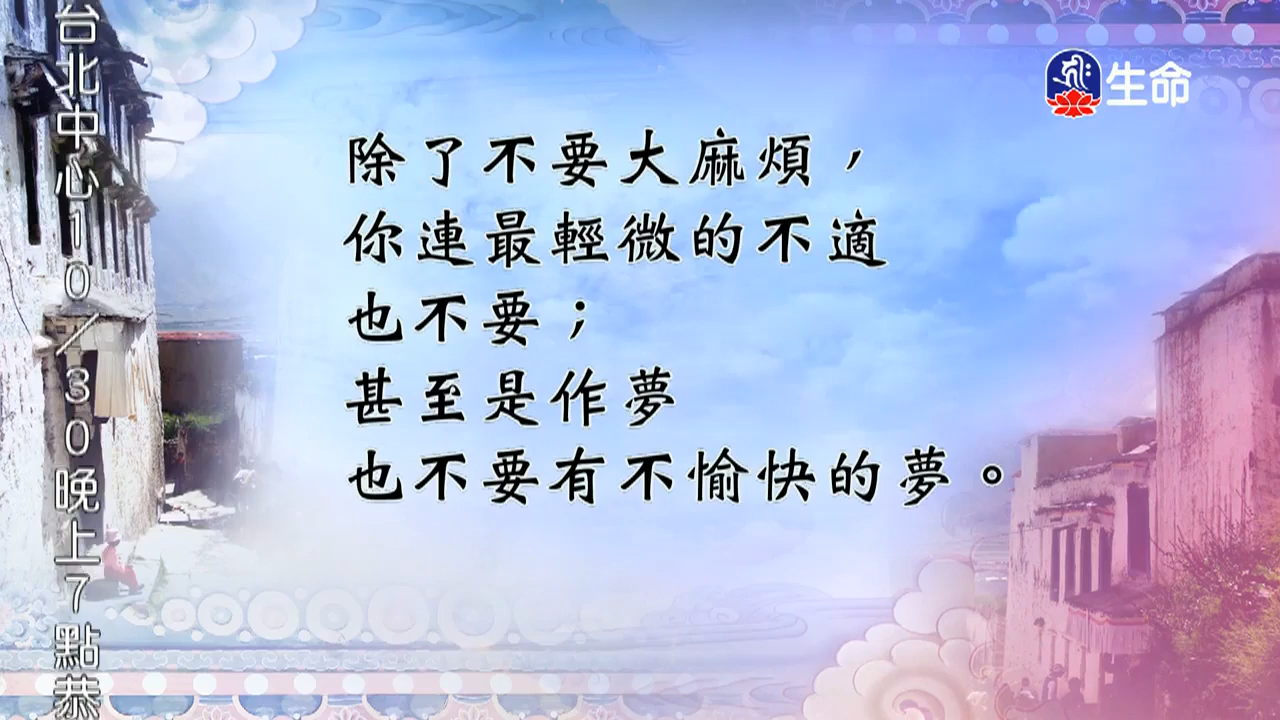 台北中心10/30晚上7點恭
生命
除了不要大麻煩，
你連最輕微的不適
也不要；
甚至是作夢
也不要有不愉快的夢。